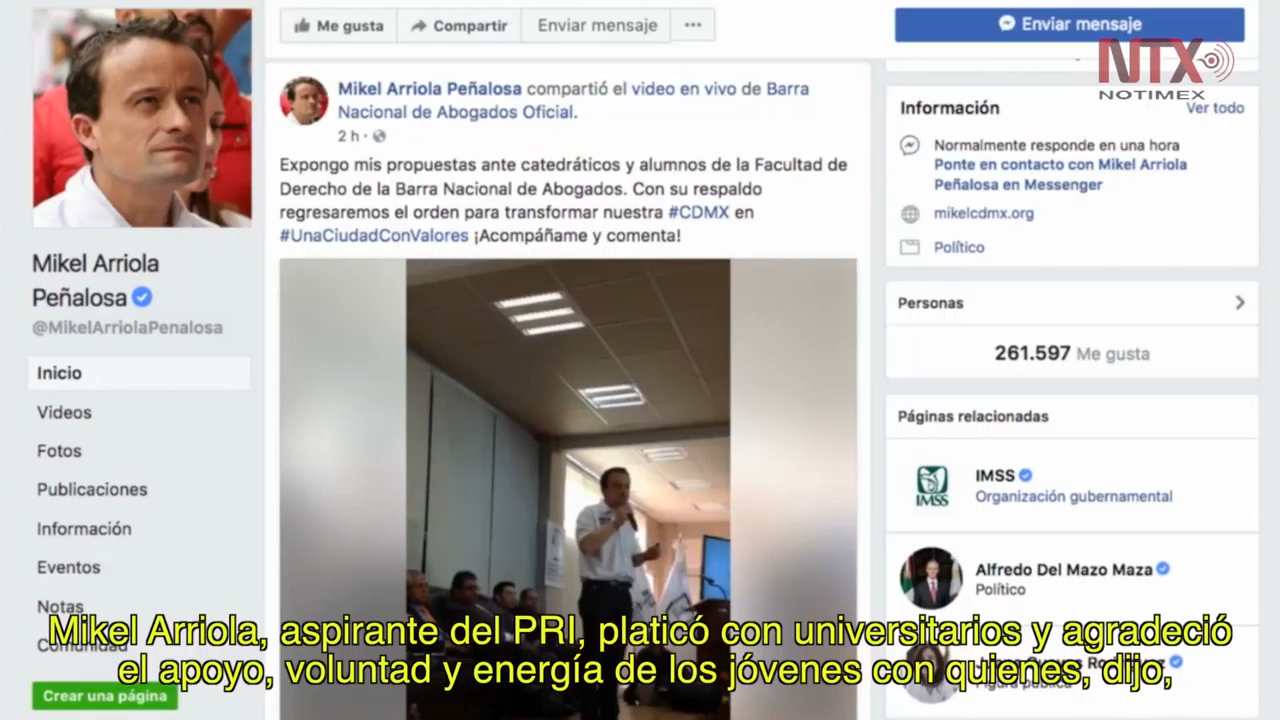 Me gusta
Compartir
Enviar mensaje
Enviar mensaje
NTX
NOTIMEX
Mikel Arriola
Peñalosa
@MikelArriolaPenalosa
Inicio
Videos
Fotos
Publicaciones
Información
Eventos
Notas
Comunidad
Crear una página
Mikel Arriola Peñalosa compartió el video en vivo de Barra
Nacional de Abogados Oficial.
2 h ·
Expongo mis propuestas ante catedráticos y alumnos de la Facultad de
Derecho de la Barra Nacional de Abogados. Con su respaldo
regresaremos el orden para transformar nuestra #CDMX en
#UnaCiudadConValores ¡Acompáñame y comenta!
Información
Ver todo
Normalmente responde en una hora
Ponte en contacto con Mikel Arriola
Peñalosa en Messenger
mikelcdmx.org
Político
Personas
261.597 Me gusta
Páginas relacionadas
IMSS
IMSS
Organización gubernamental
Alfredo Del Mazo Maza
Político
Figura pública
Mikel Arriola, aspirante del PRI, platicó con universitarios y agradeció
el apoyo, voluntad y energía de los jóvenes con quienes, dijo,